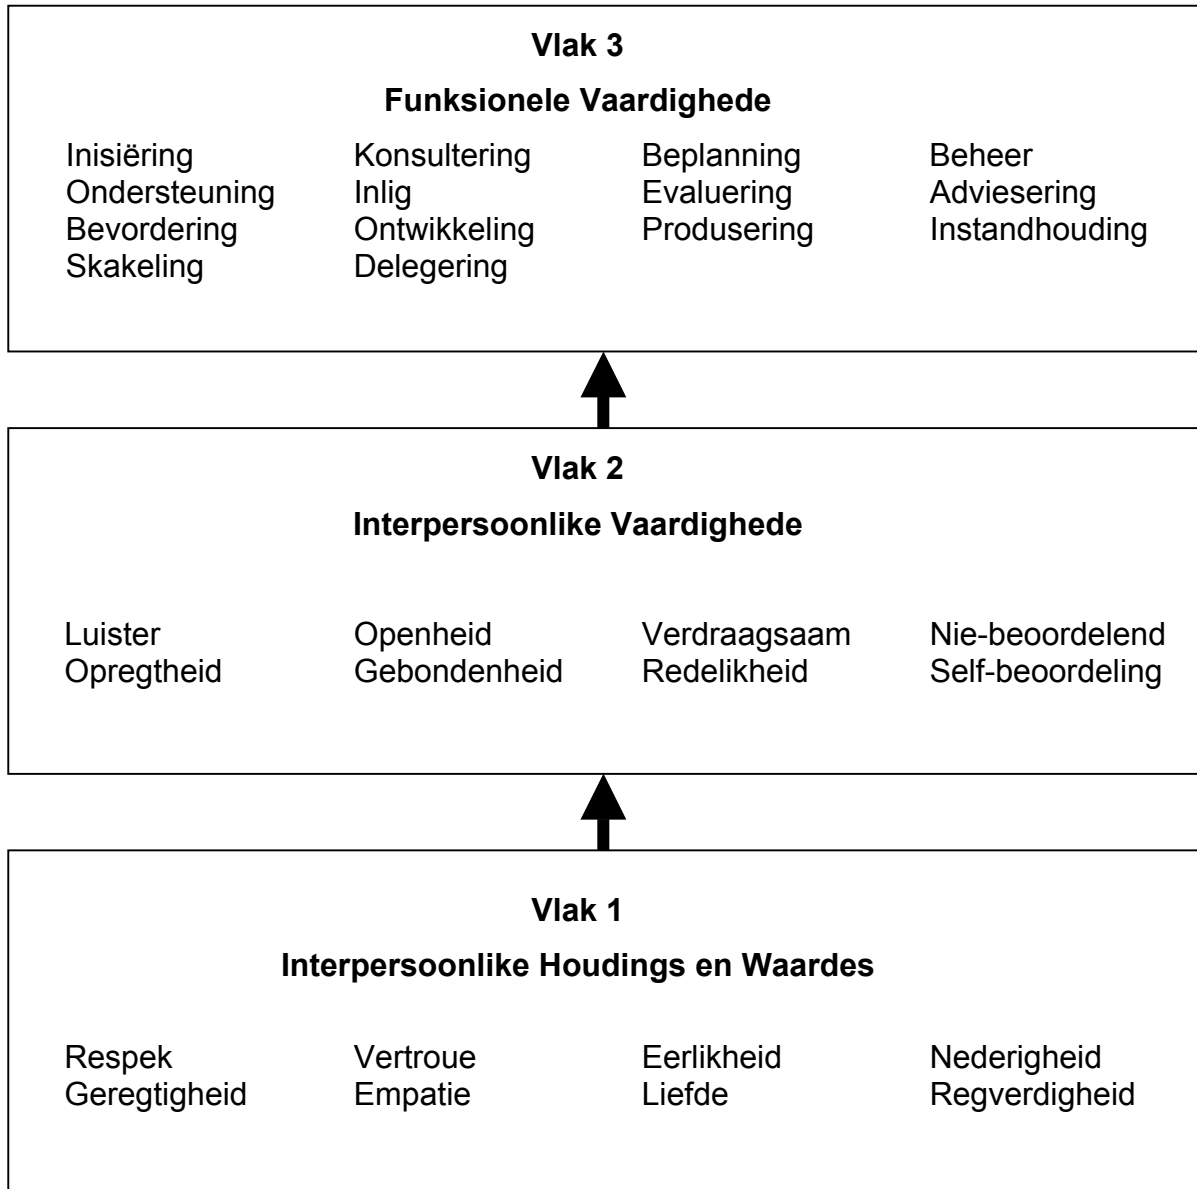 Vlak 3
Funksionele Vaardighede
Inisiëring Konsultering Beplanning Beheer
Ondersteuning Inlig Evaluering Adviesering
Bevordering Ontwikkeling Produsering Instandhouding
Skakeling Delegering
Vlak 2
Interpersoonlike Vaardighede
Luister Openheid Verdraagsaam Nie-beoordelend
Opregtheid Gebondenheid Redelikheid Self-beoordeling
Vlak 1
Interpersoonlike Houdings en Waardes
Respek Vertroue Eerlikheid Nederigheid
Geregtigheid Empatie Liefde Regverdigheid